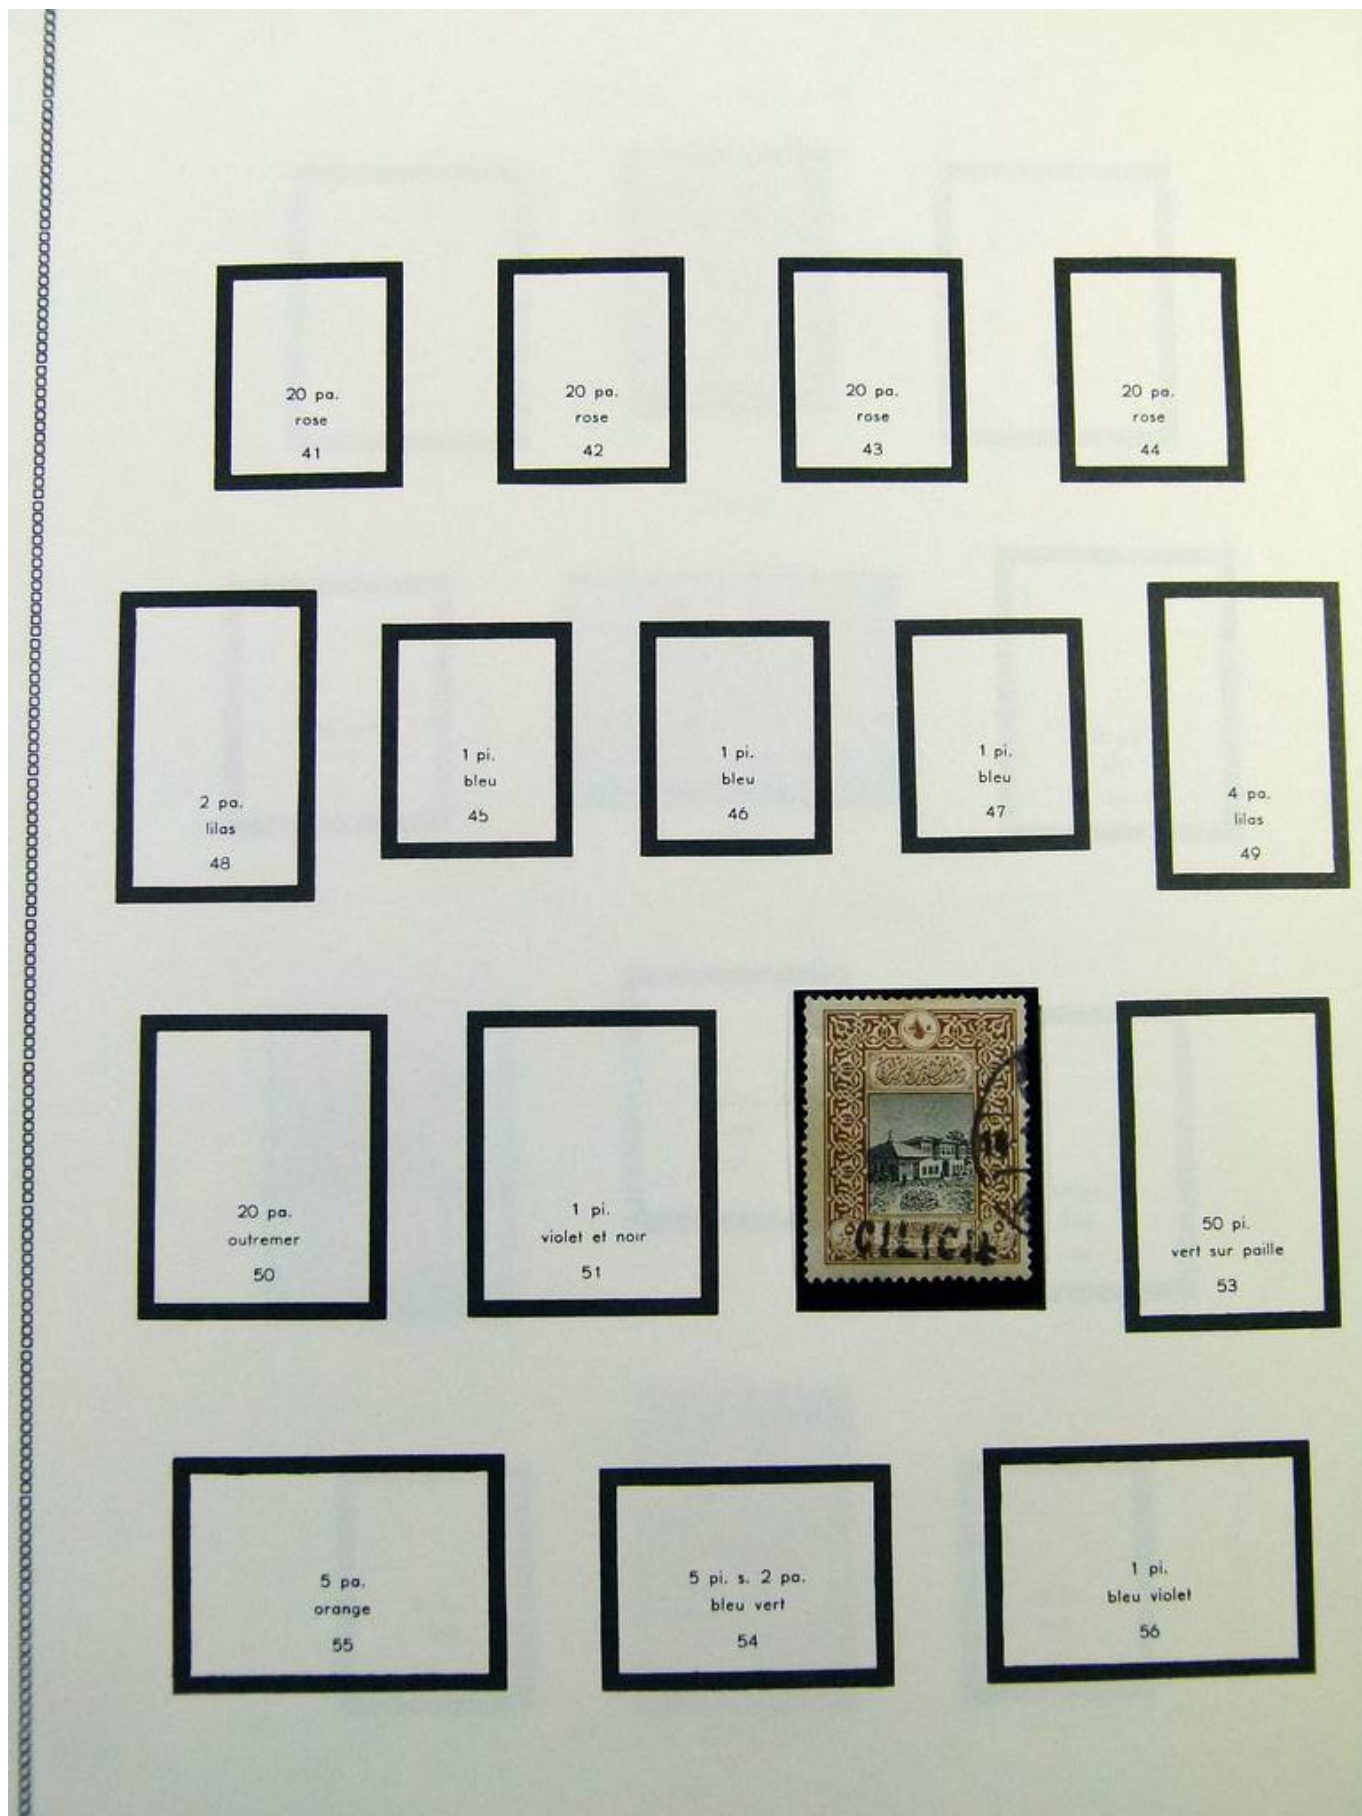 20 pa.
rose
41
20 pa.
rose
42
20 pa.
rose
43
20 pa.
rose
44
2 pa.
lilas
48
1 pi.
bleu
45
1 pi.
bleu
46
1 pi.
bleu
47
4 pa.
lilas
49
20 pa.
outremer
50
1 pi.
violet et noir
51
CILICIE
50 pi.
vert sur paille
53
5 pa.
orange
55
5 pi. s. 2 pa.
bleu vert
54
1 pi.
bleu violet
56